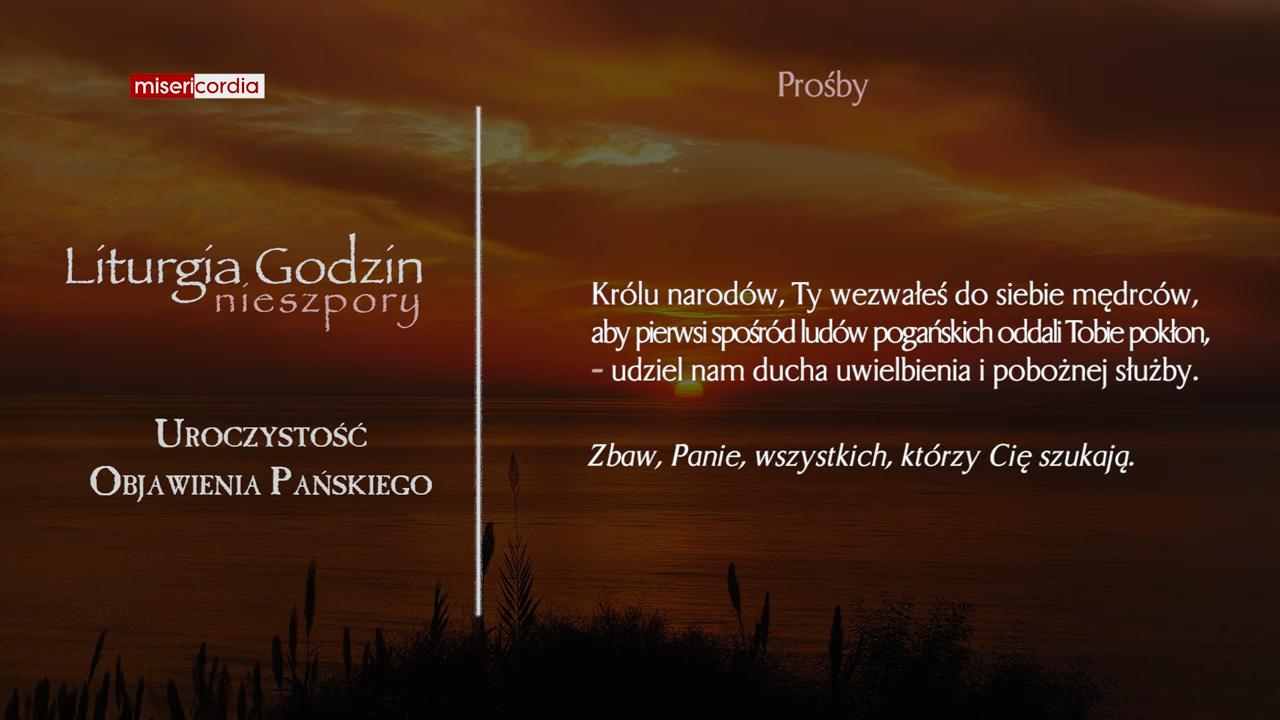 misericordia
Liturgia Godzin
nieszpory
Uroczystość
Objawienia Pańskiego
Prośby
Królu narodów, Ty wezwałeś do siebie mędrców,
aby pierwsi spośród ludów pogańskich oddali Tobie pokłon,
- udziel nam ducha uwielbienia i pobożnej służby.
Zbaw, Panie, wszystkich, którzy Cię szukają.